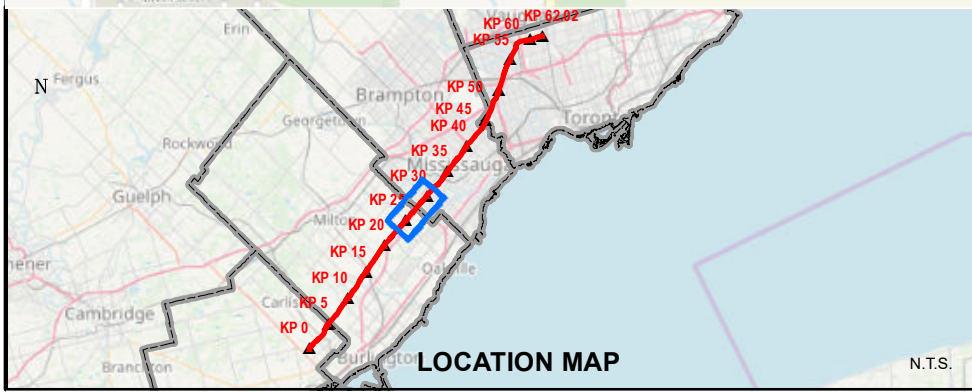 Erin
Vau
KP 60
KP 62.02
KP 55
N
Fergus
Brampton
KP 50
KP 45
Georgetown
Toronto
KP 40
Rockwood
KP 35
Mississauga
KP 30
Guelph
KP 25
Milton
KP 20
KP 15
ener
Oakville
KP 10
Carlisle
KP 5
Cambridge
KP 0
Branchton
Burlington
LOCATION MAP
N.T.S.